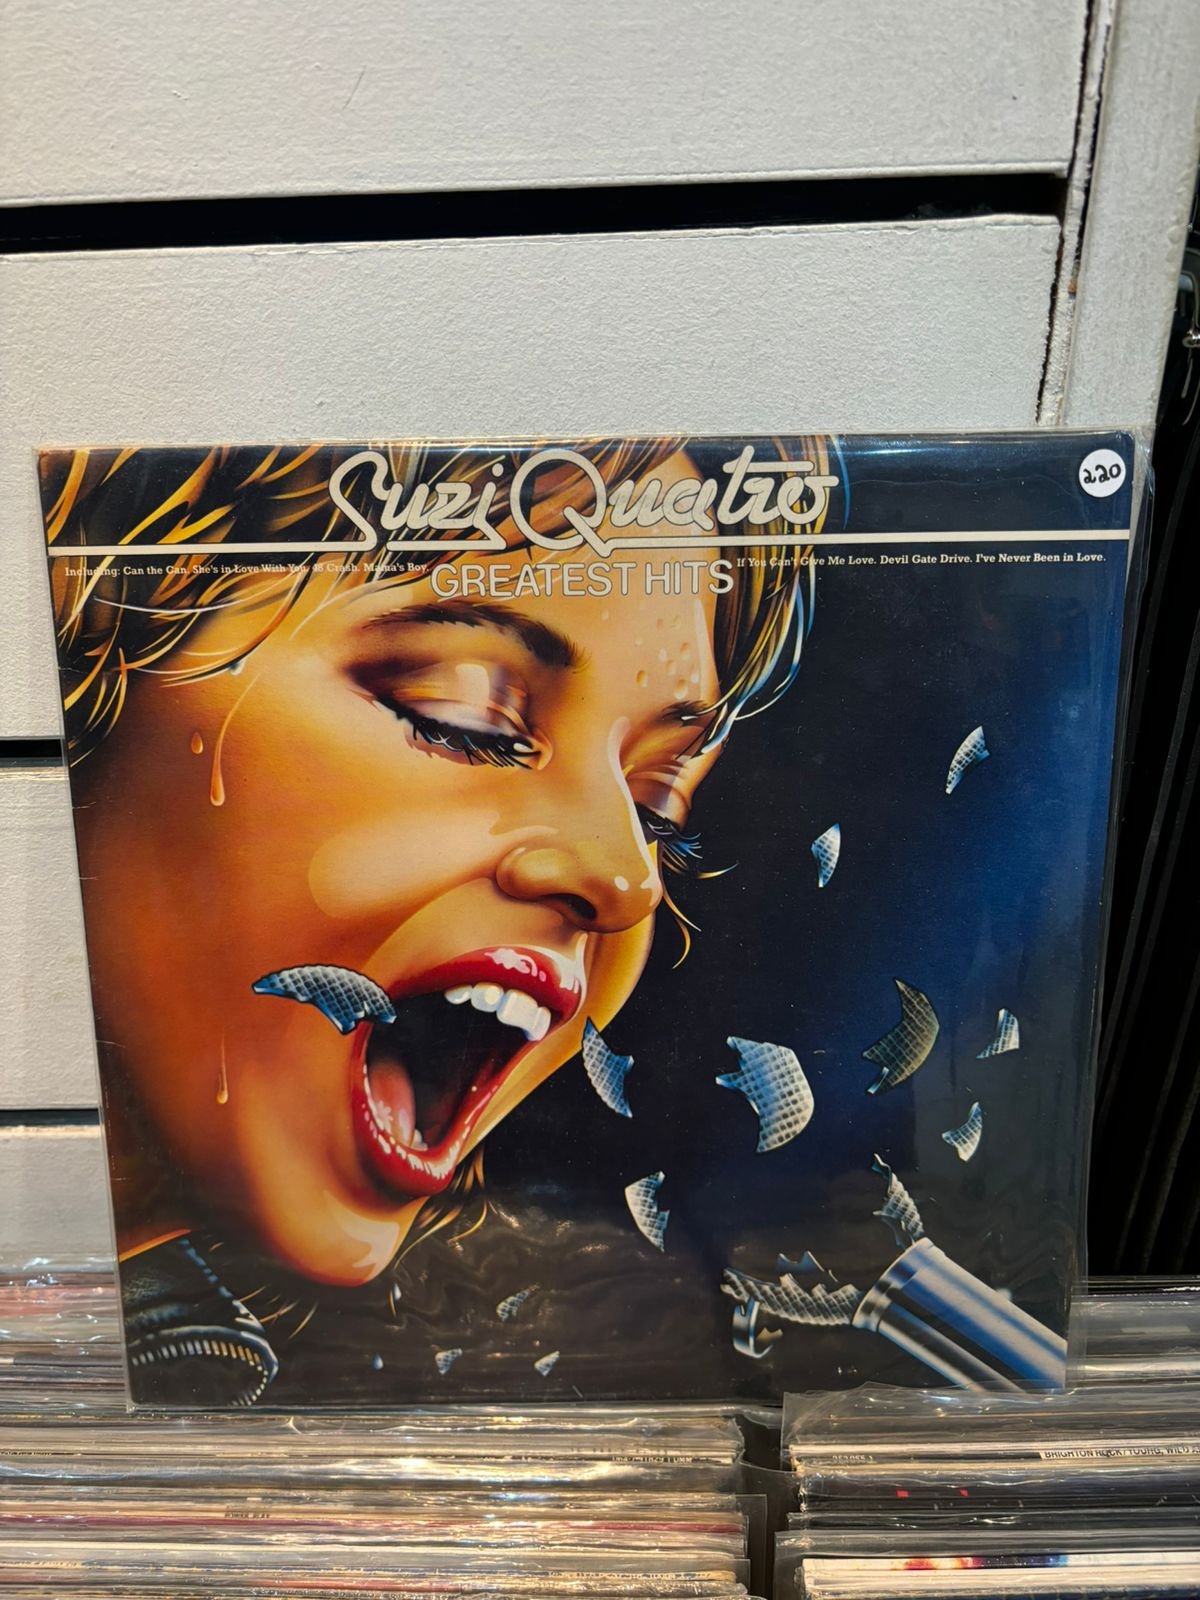 Suzi Quatro
220
Including: Can the Can. She's in Love With You. 48 Crash. Mama's Boy.
GREATEST HITS
If You Can't Give Me Love. Devil Gate Drive. I've Never Been in Love.
BRIGHTON ROCK / YOUNG, WILD